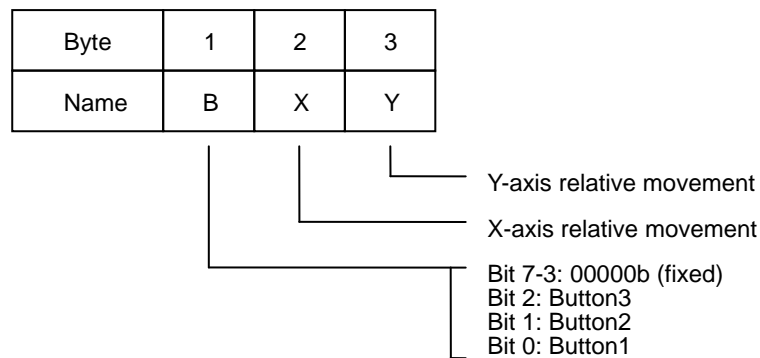 Byte 1 2 3
Name B X Y
Y-axis relative movement
X-axis relative movement
Bit 7-3: 00000b (fixed)
Bit 2: Button3
Bit 1: Button2
Bit 0: Button1